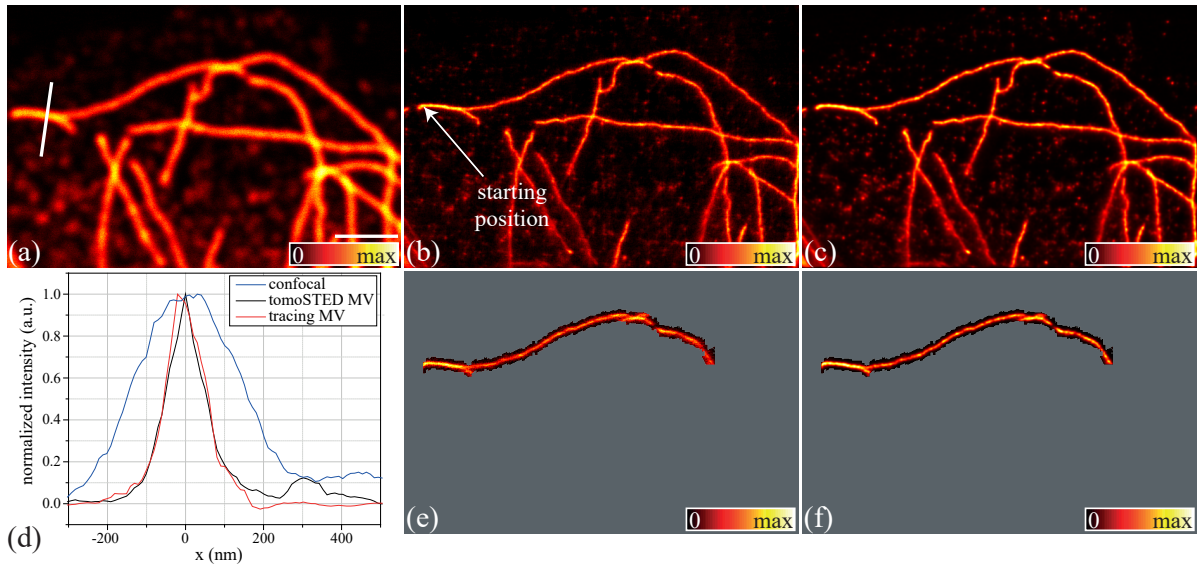 (a)
0 max
starting
position
(b)
0 max
(c)
0 max
normalized intensity (a.u.)
1.0
0.8
0.6
0.4
0.2
0.0
confocal
tomoSTED MV
tracing MV
-200 0 200 400
x (nm)
(d)
(e)
0 max
(f)
0 max